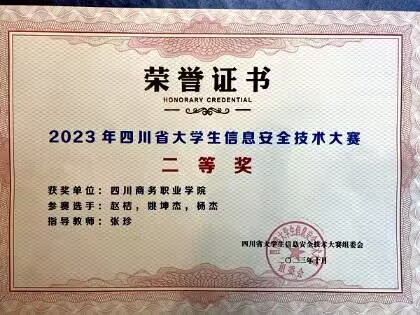 荣誉证书
HONORARY CREDENTIAL
2023年四川省大学生信息安全技术大赛
二等奖
获奖单位：四川商务职业学院
参赛选手：赵桔，姚坤杰，杨杰
指导教师：张珍
四川省大学生信息安全技术大赛组委会
二〇二三年十月
组委会